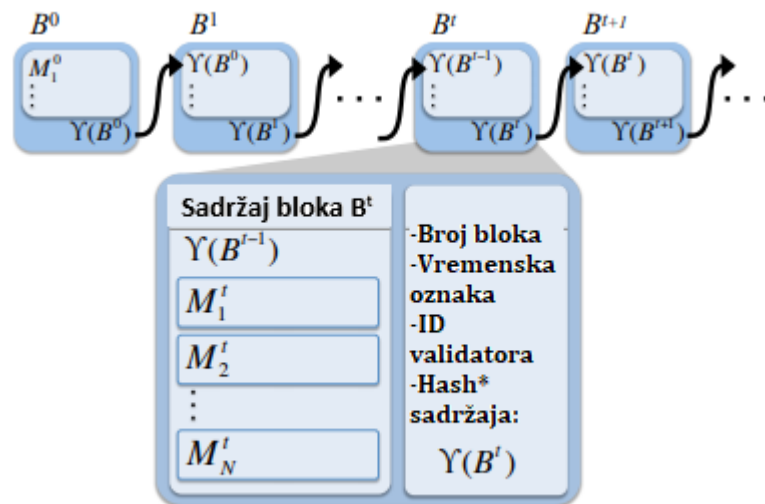 B⁰ B¹ Bᵗ Bᵗ⁺¹
M₁⁰ ϒ(B⁰) ϒ(Bᵗ⁻¹) ϒ(Bᵗ)
⋮ ⋮ ... ⋮ ⋮ ...
ϒ(B⁰) ϒ(B¹) ϒ(Bᵗ) ϒ(Bᵗ⁺¹)
Sadržaj bloka Bᵗ
ϒ(Bᵗ⁻¹)
M₁ᵗ
M₂ᵗ
⋮
M_Nᵗ
-Broj bloka
-Vremenska
oznaka
-ID
validatora
-Hash*
sadržaja:
ϒ(Bᵗ)